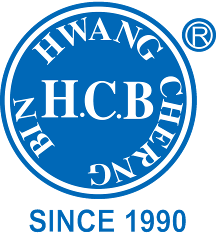 HWANG CHERNG BIN
H.C.B
®
SINCE 1990